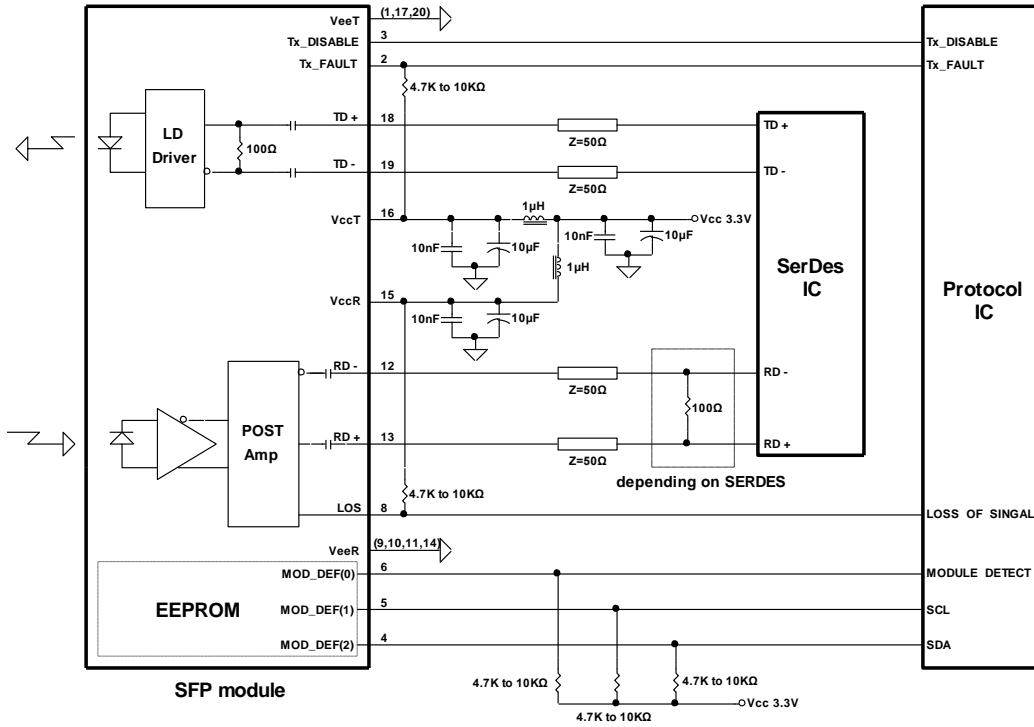 VeeT (1,17,20)
Tx_DISABLE 3 Tx_DISABLE
Tx_FAULT 2 Tx_FAULT
4.7K to 10KΩ
LD
Driver
100Ω
TD + 18 TD +
Z=50Ω
TD - 19 TD -
Z=50Ω
1μH
VccT 16 Vcc 3.3V
10nF 10μF 10nF 10μF
1μH
SerDes
IC
Protocol
IC
VccR 15
10nF 10μF
RD - 12 RD -
Z=50Ω
100Ω
POST
Amp
RD + 13 RD +
Z=50Ω
depending on SERDES
4.7K to 10KΩ
LOS 8 LOSS OF SINGAL
VeeR (9,10,11,14)
MOD_DEF(0) 6 MODULE DETECT
EEPROM
MOD_DEF(1) 5 SCL
MOD_DEF(2) 4 SDA
SFP module
4.7K to 10KΩ 4.7K to 10KΩ
Vcc 3.3V
4.7K to 10KΩ